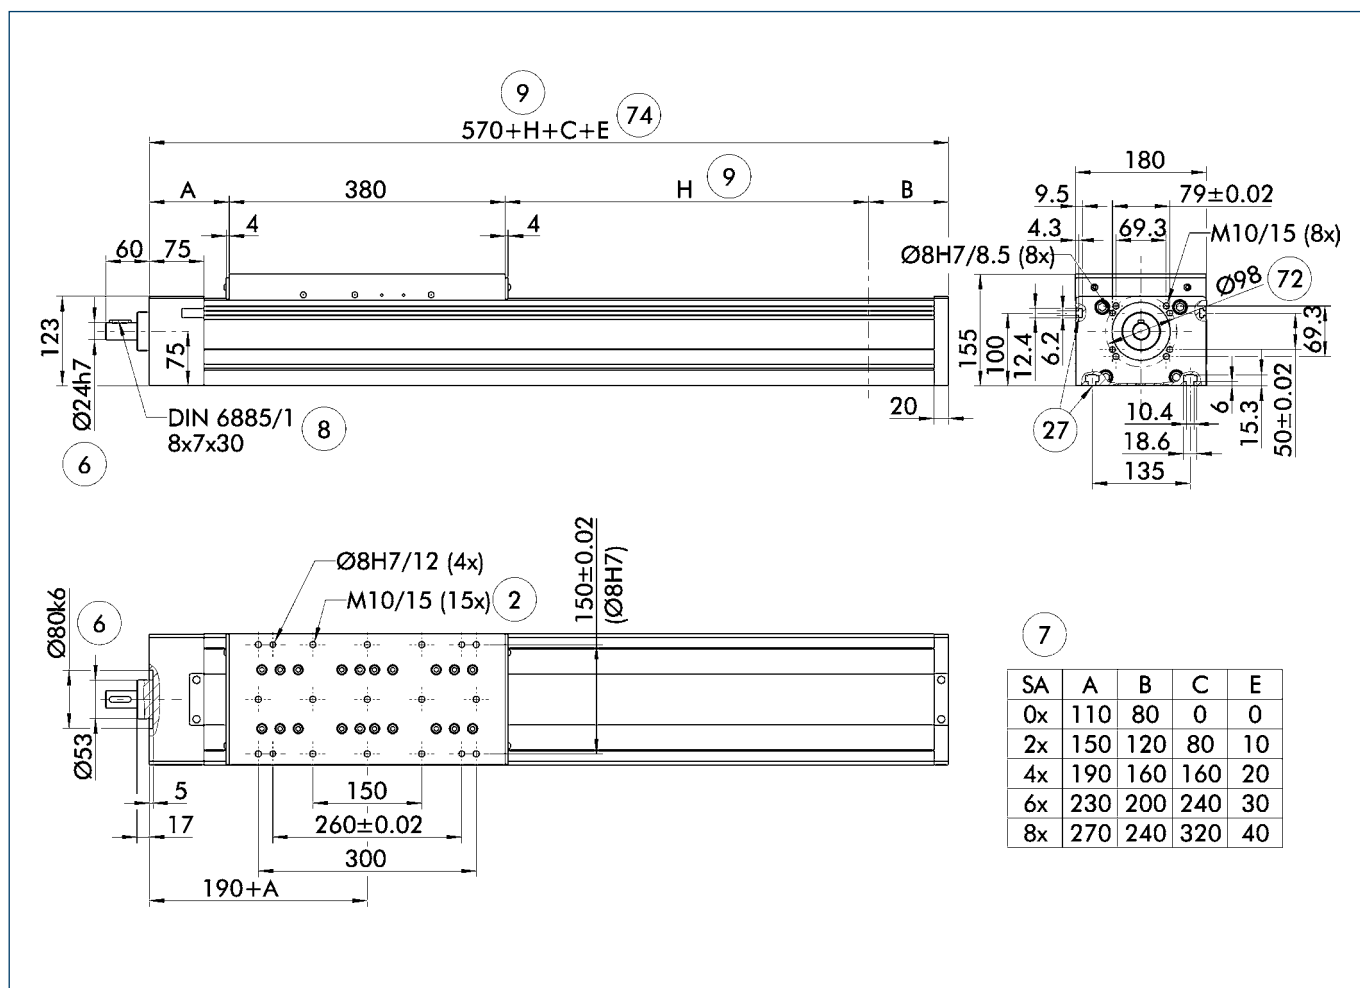 9
74
570+H+C+E
A
380
H
9
B
4
4
60
75
123
75
Ø24h7
DIN 6885/1
8x7x30
8
6
20
180
9.5
79±0.02
4.3
69.3
M10/15 (8x)
Ø8H7/8.5 (8x)
Ø98
72
155
100
12.4
6.2
69.3
27
10.4
6
15.3
50±0.02
18.6
135
Ø8H7/12 (4x)
M10/15 (15x)
2
150±0.02
(Ø8H7)
Ø80k6
6
Ø53
5
150
17
260±0.02
300
190+A
7
SA A B C E
0x 110 80 0 0
2x 150 120 80 10
4x 190 160 160 20
6x 230 200 240 30
8x 270 240 320 40